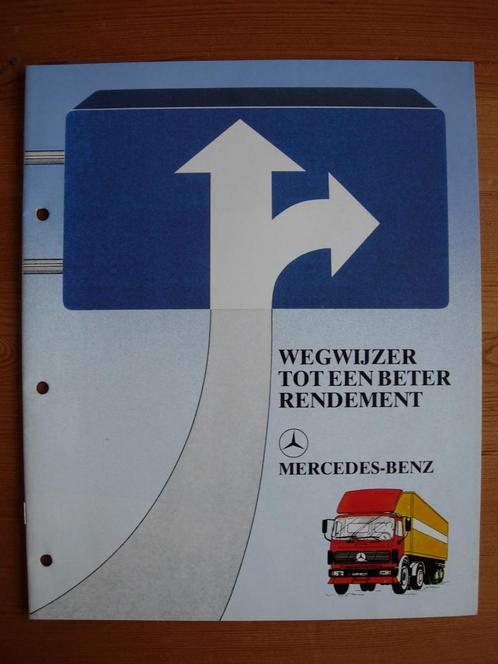 WEGWIJZER
TOT EEN BETER
RENDEMENT
MERCEDES-BENZ